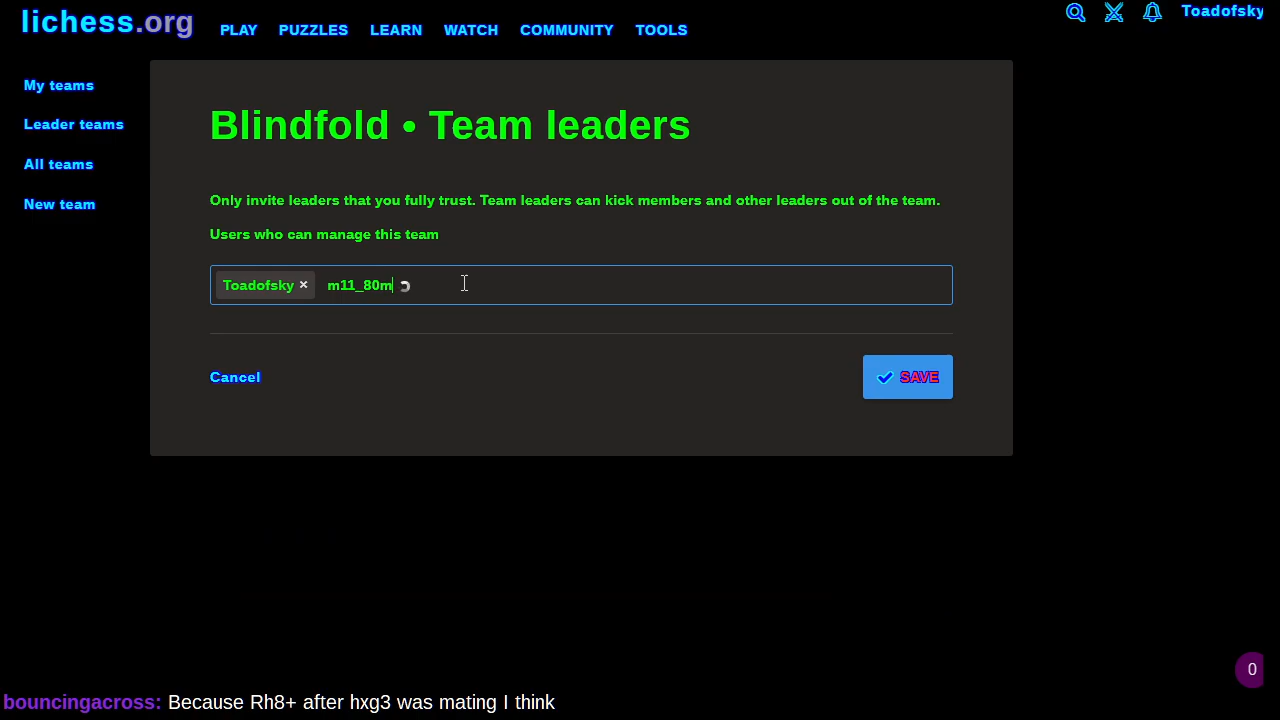 lichess.org
PLAY PUZZLES LEARN WATCH COMMUNITY TOOLS
Toadofsky
My teams
Leader teams
All teams
New team
Blindfold • Team leaders
Only invite leaders that you fully trust. Team leaders can kick members and other leaders out of the team.
Users who can manage this team
Toadofsky × m11_80m
Cancel
SAVE
0
bouncingacross: Because Rh8+ after hxg3 was mating I think